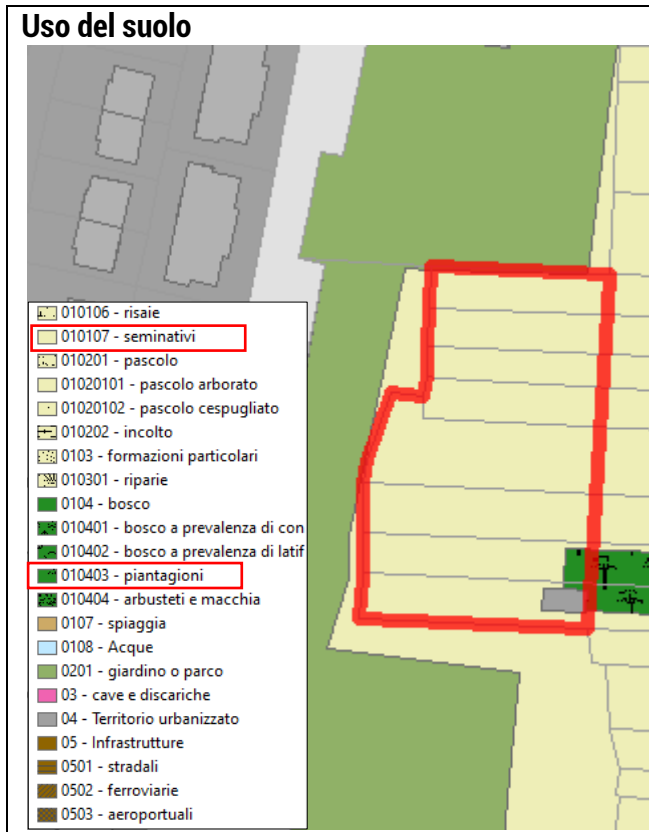 Uso del suolo
010106 - risaie
010107 - seminativi
010201 - pascolo
01020101 - pascolo arborato
01020102 - pascolo cespugliato
010202 - incolto
0103 - formazioni particolari
010301 - riparie
0104 - bosco
010401 - bosco a prevalenza di con
010402 - bosco a prevalenza di latif
010403 - piantagioni
010404 - arbusteti e macchia
0107 - spiaggia
0108 - Acque
0201 - giardino o parco
03 - cave e discariche
04 - Territorio urbanizzato
05 - Infrastrutture
0501 - stradali
0502 - ferroviarie
0503 - aeroportuali